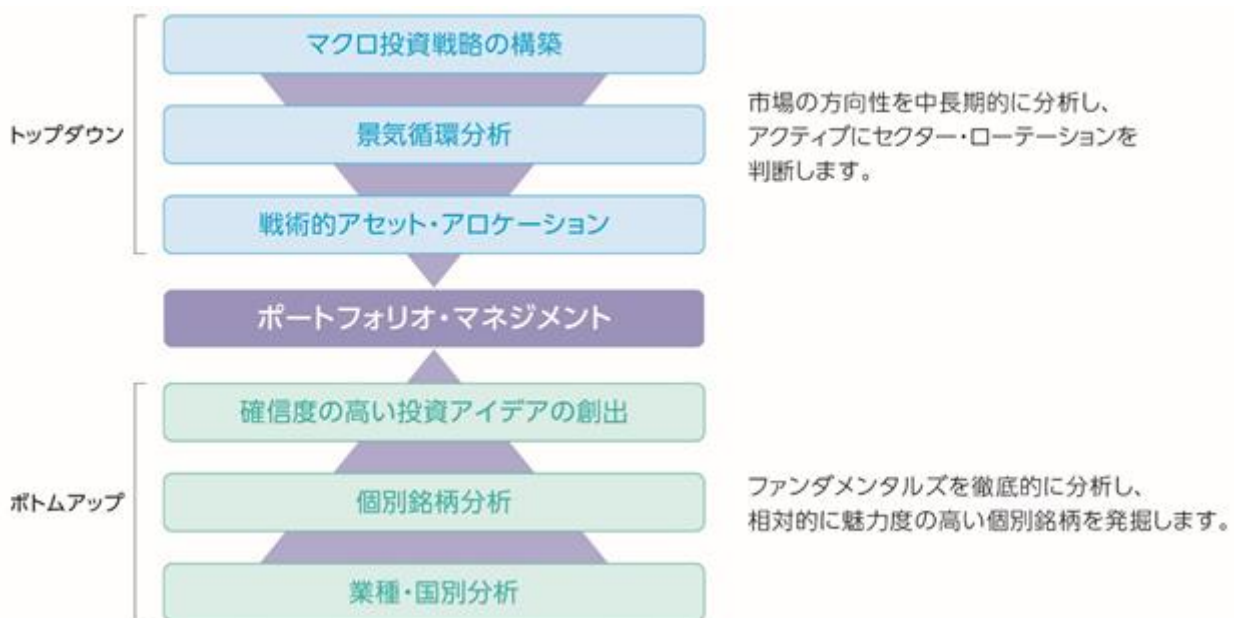 マクロ投資戦略の構築
トップダウン
景気循環分析
戦術的アセット・アロケーション
市場の方向性を中長期的に分析し、
アクティブにセクター・ローテーションを
判断します。
ポートフォリオ・マネジメント
確信度の高い投資アイデアの創出
ボトムアップ
個別銘柄分析
業種・国別分析
ファンダメンタルズを徹底的に分析し、
相対的に魅力度の高い個別銘柄を発掘します。